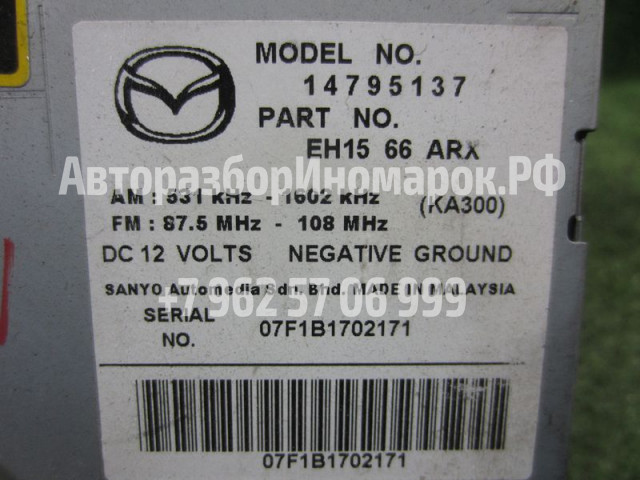 MODEL NO.
14795137
PART NO.
EH15 66 ARX
АвторазборИномарок.РФ
AM : 531 kHz - 1602 kHz
(KA300)
FM : 87.5 MHz - 108 MHz
DC 12 VOLTS NEGATIVE GROUND
SANYO Automedia Sdn. Bhd. MADE IN MALAYSIA
+7 962 57 06 999
SERIAL NO.
07F1B1702171
07F1B1702171